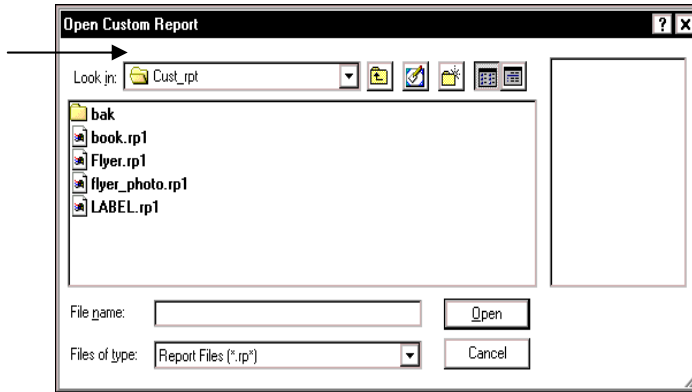 Open Custom Report
Look in: Cust_rpt
bak
book.rp1
Flyer.rp1
flyer_photo.rp1
LABEL.rp1
File name:
Open
Files of type: Report Files (*.rp*)
Cancel